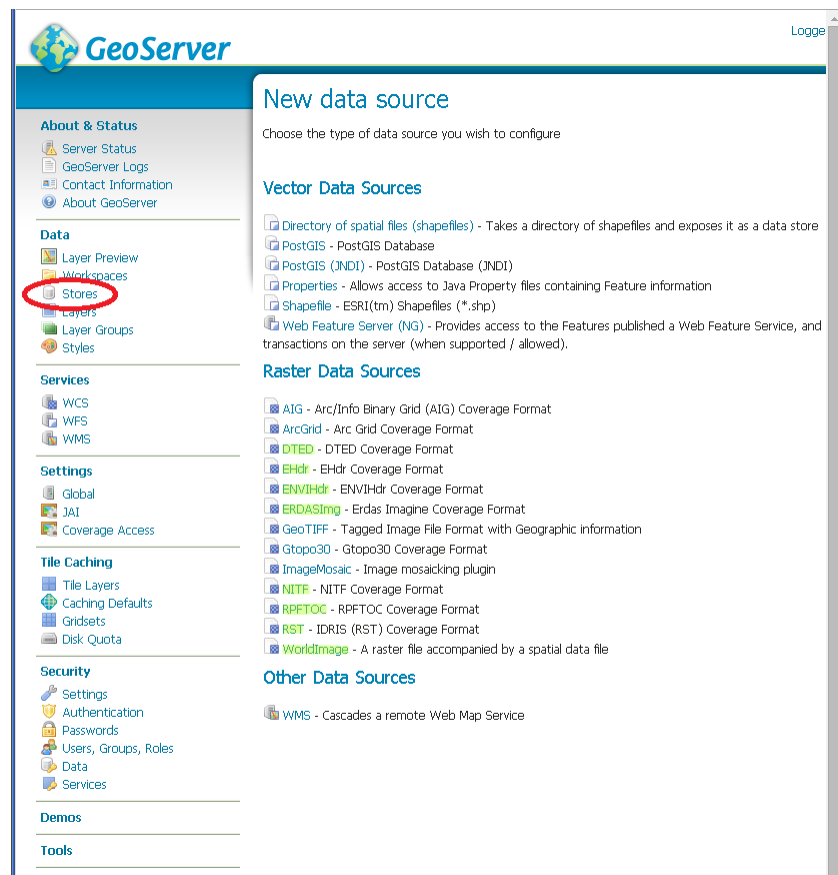 GeoServer
Logge
New data source
Choose the type of data source you wish to configure
About & Status
Server Status
GeoServer Logs
Contact Information
About GeoServer
Data
Layer Preview
Workspaces
Stores
Layers
Layer Groups
Styles
Services
WCS
WFS
WMS
Settings
Global
JAI
Coverage Access
Tile Caching
Tile Layers
Caching Defaults
Gridsets
Disk Quota
Security
Settings
Authentication
Passwords
Users, Groups, Roles
Data
Services
Demos
Tools
Vector Data Sources
Directory of spatial files (shapefiles) - Takes a directory of shapefiles and exposes it as a data store
PostGIS - PostGIS Database
PostGIS (JNDI) - PostGIS Database (JNDI)
Properties - Allows access to Java Property files containing Feature information
Shapefile - ESRI(tm) Shapefiles (*.shp)
Web Feature Server (NG) - Provides access to the Features published a Web Feature Service, and
transactions on the server (when supported / allowed).
Raster Data Sources
AIG - Arc/Info Binary Grid (AIG) Coverage Format
ArcGrid - Arc Grid Coverage Format
DTED - DTED Coverage Format
EHdr - EHdr Coverage Format
ENVIHdr - ENVIHdr Coverage Format
ERDASImg - Erdas Imagine Coverage Format
GeoTIFF - Tagged Image File Format with Geographic information
Gtopo30 - Gtopo30 Coverage Format
ImageMosaic - Image mosaicking plugin
NITF - NITF Coverage Format
RPFTOC - RPFTOC Coverage Format
RST - IDRIS (RST) Coverage Format
WorldImage - A raster file accompanied by a spatial data file
Other Data Sources
WMS - Cascades a remote Web Map Service